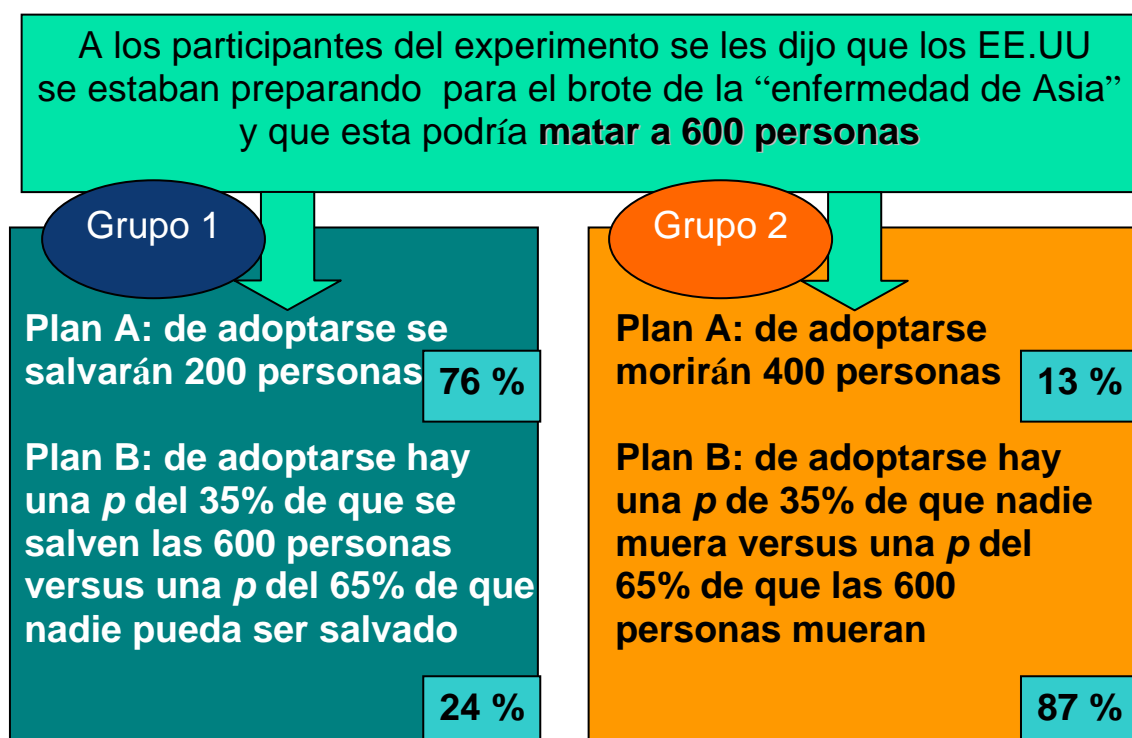 A los participantes del experimento se les dijo que los EE.UU
se estaban preparando para el brote de la “enfermedad de Asia”
y que esta podría matar a 600 personas
Grupo 1
Plan A: de adoptarse se
salvarán 200 personas
76 %
Plan B: de adoptarse hay
una p del 35% de que se
salven las 600 personas
versus una p del 65% de que
nadie pueda ser salvado
24 %
Grupo 2
Plan A: de adoptarse
morirán 400 personas
13 %
Plan B: de adoptarse hay
una p de 35% de que nadie
muera versus una p del
65% de que las 600
personas mueran
87 %